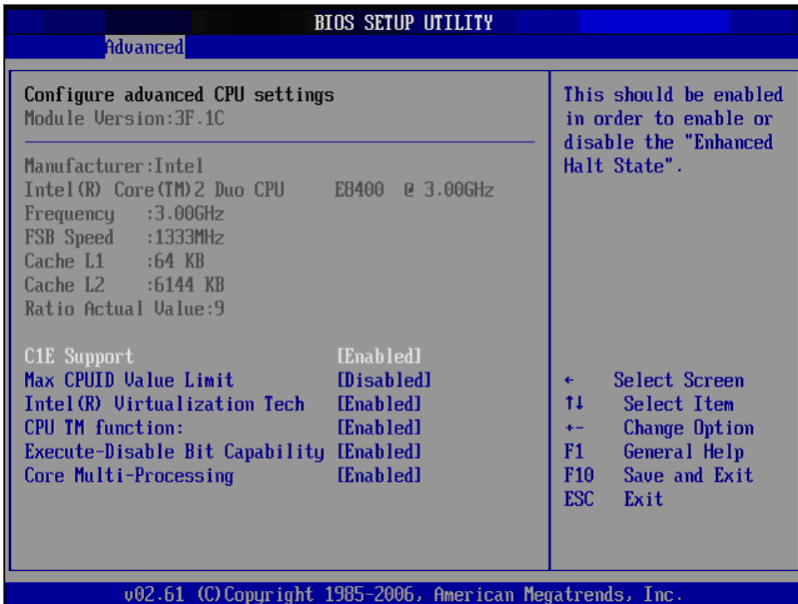 BIOS SETUP UTILITY
Advanced
Configure advanced CPU settings
Module Version:3F.1C
Manufacturer:Intel
Intel(R) Core(TM)2 Duo CPU E8400 @ 3.00GHz
Frequency :3.00GHz
FSB Speed :1333MHz
Cache L1 :64 KB
Cache L2 :6144 KB
Ratio Actual Value:9
C1E Support [Enabled]
Max CPUID Value Limit [Disabled]
Intel(R) Virtualization Tech [Enabled]
CPU TM function: [Enabled]
Execute-Disable Bit Capability [Enabled]
Core Multi-Processing [Enabled]
This should be enabled
in order to enable or
disable the "Enhanced
Halt State".
← Select Screen
↑↓ Select Item
+- Change Option
F1 General Help
F10 Save and Exit
ESC Exit
v02.61 (C)Copyright 1985-2006, American Megatrends, Inc.